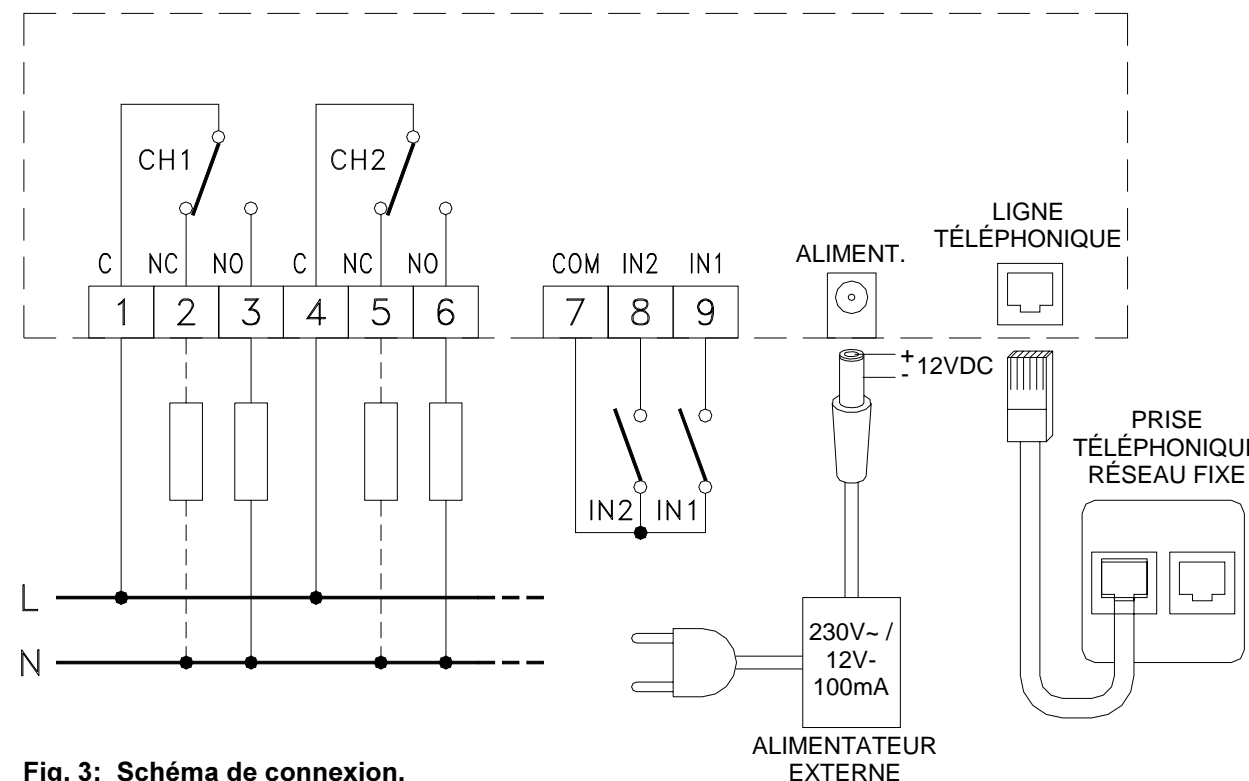 CH1
CH2
C NC NO C NC NO
1 2 3 4 5 6
COM IN2 IN1
7 8 9
IN2 IN1
L
N
ALIMENT.
+
-
12VDC
LIGNE
TÉLÉPHONIQUE
PRISE
TÉLÉPHONIQUE
RÉSEAU FIXE
230V~ /
12V-
100mA
ALIMENTATEUR
EXTERNE
Fig. 3: Schéma de connexion.